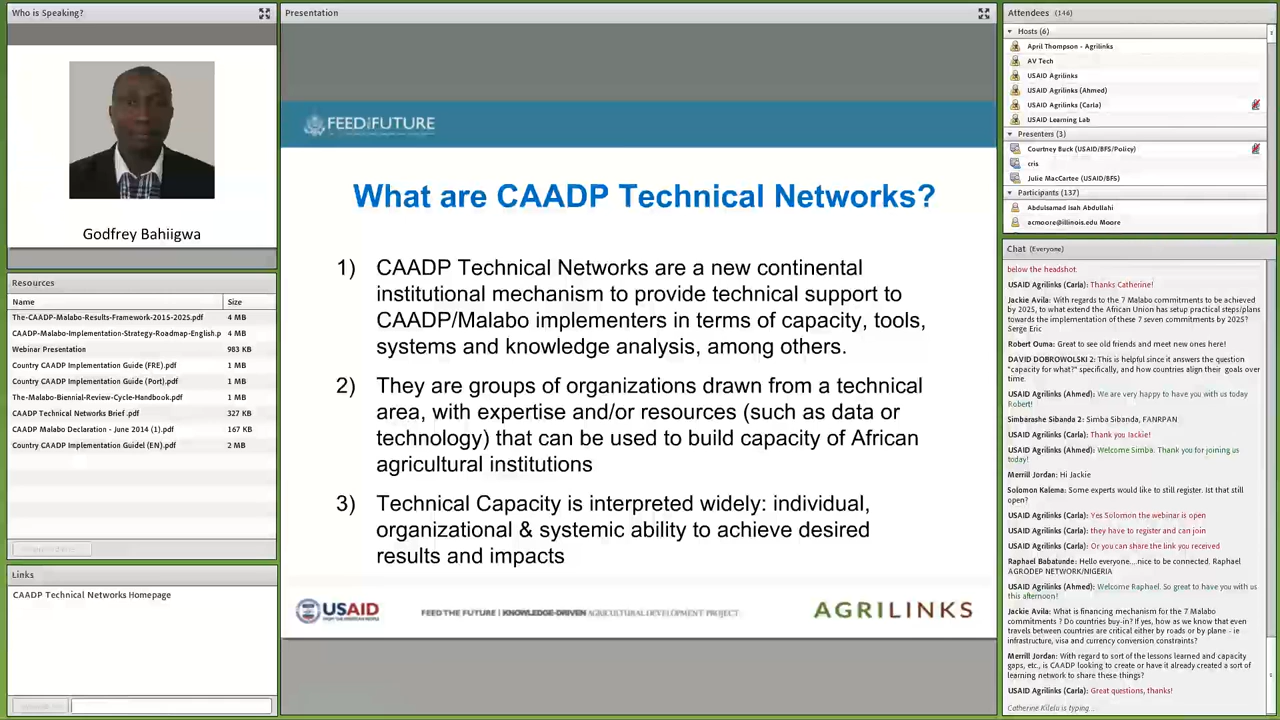 Who is Speaking?
Godfrey Bahiigwa
Resources
Name Size
The-CAADP-Malabo-Results-Framework-2015-2025.pdf 4 MB
CAADP-Malabo-Implementation-Strategy-Roadmap-English.p 4 MB
Webinar Presentation 983 KB
Country CAADP Implementation Guide (FRE).pdf 1 MB
Country CAADP Implementation Guide (Port).pdf 1 MB
The-Malabo-Biennial-Review-Cycle-Handbook.pdf 1 MB
CAADP Technical Networks Brief .pdf 327 KB
CAADP Malabo Declaration - June 2014 (1).pdf 167 KB
Country CAADP Implementation Guidel (EN).pdf 2 MB
Links
CAADP Technical Networks Homepage
Presentation
FEED THE FUTURE
What are CAADP Technical Networks?
1) CAADP Technical Networks are a new continental
institutional mechanism to provide technical support to
CAADP/Malabo implementers in terms of capacity, tools,
systems and knowledge analysis, among others.
2) They are groups of organizations drawn from a technical
area, with expertise and/or resources (such as data or
technology) that can be used to build capacity of African
agricultural institutions
3) Technical Capacity is interpreted widely: individual,
organizational & systemic ability to achieve desired
results and impacts
USAID
FROM THE AMERICAN PEOPLE
FEED THE FUTURE | KNOWLEDGE-DRIVEN AGRICULTURAL DEVELOPMENT PROJECT
AGRILINKS
Attendees (146)
Hosts (6)
April Thompson - Agrilinks
AV Tech
USAID Agrilinks
USAID Agrilinks (Ahmed)
USAID Agrilinks (Carla)
USAID Learning Lab
Presenters (3)
Courtney Buck (USAID/BFS/Policy)
cris
Julie MacCartee (USAID/BFS)
Participants (137)
Abdulsamad Isah Abdullahi
acmoore@illinois.edu Moore
Chat (Everyone)
below the headshot.
USAID Agrilinks (Carla): Thanks Catherine!
Jackie Avila: With regards to the 7 Malabo commitments to be achieved
by 2025, to what extend the African Union has setup practical steps/plans
towards the implementation of these 7 seven commitments by 2025?
Serge Eric
Robert Ouma: Great to see old friends and meet new ones here!
DAVID DOBROWOLSKI 2: This is helpful since it answers the question
"capacity for what?" specifically, and how countries align their goals over
time.
USAID Agrilinks (Ahmed): We are very happy to have you with us today
Robert!
Simbarashe Sibanda 2: Simba Sibanda, FANRPAN
USAID Agrilinks (Carla): Thank you Jackie!
USAID Agrilinks (Ahmed): Welcome Simba. Thank you for joining us
today!
Merrill Jordan: Hi Jackie
Solomon Kalema: Some experts would like to still register. Ist that still
open?
USAID Agrilinks (Carla): Yes Solomon the webinar is open
USAID Agrilinks (Carla): they have to register and can join
USAID Agrilinks (Carla): Or you can share the link you received
Raphael Babatunde: Hello everyone....nice to be connected. Raphael
AGRODEP NETWORK/NIGERIA
USAID Agrilinks (Ahmed): Welcome Raphael. So great to have you with us
this afternoon!
Jackie Avila: What is financing mechanism for the 7 Malabo
commitments ? Do countries buy-in? If yes, how as we know that even
travels between countries are critical either by roads or by plane - ie
infrastructure, visa and currency conversion constraints?
Merrill Jordan: With regard to sort of the lessons learned and capacity
gaps, etc., is CAADP looking to create or have it already created a sort of
learning network to share these things?
USAID Agrilinks (Carla): Great questions, thanks!
Catherine Kilelu is typing...